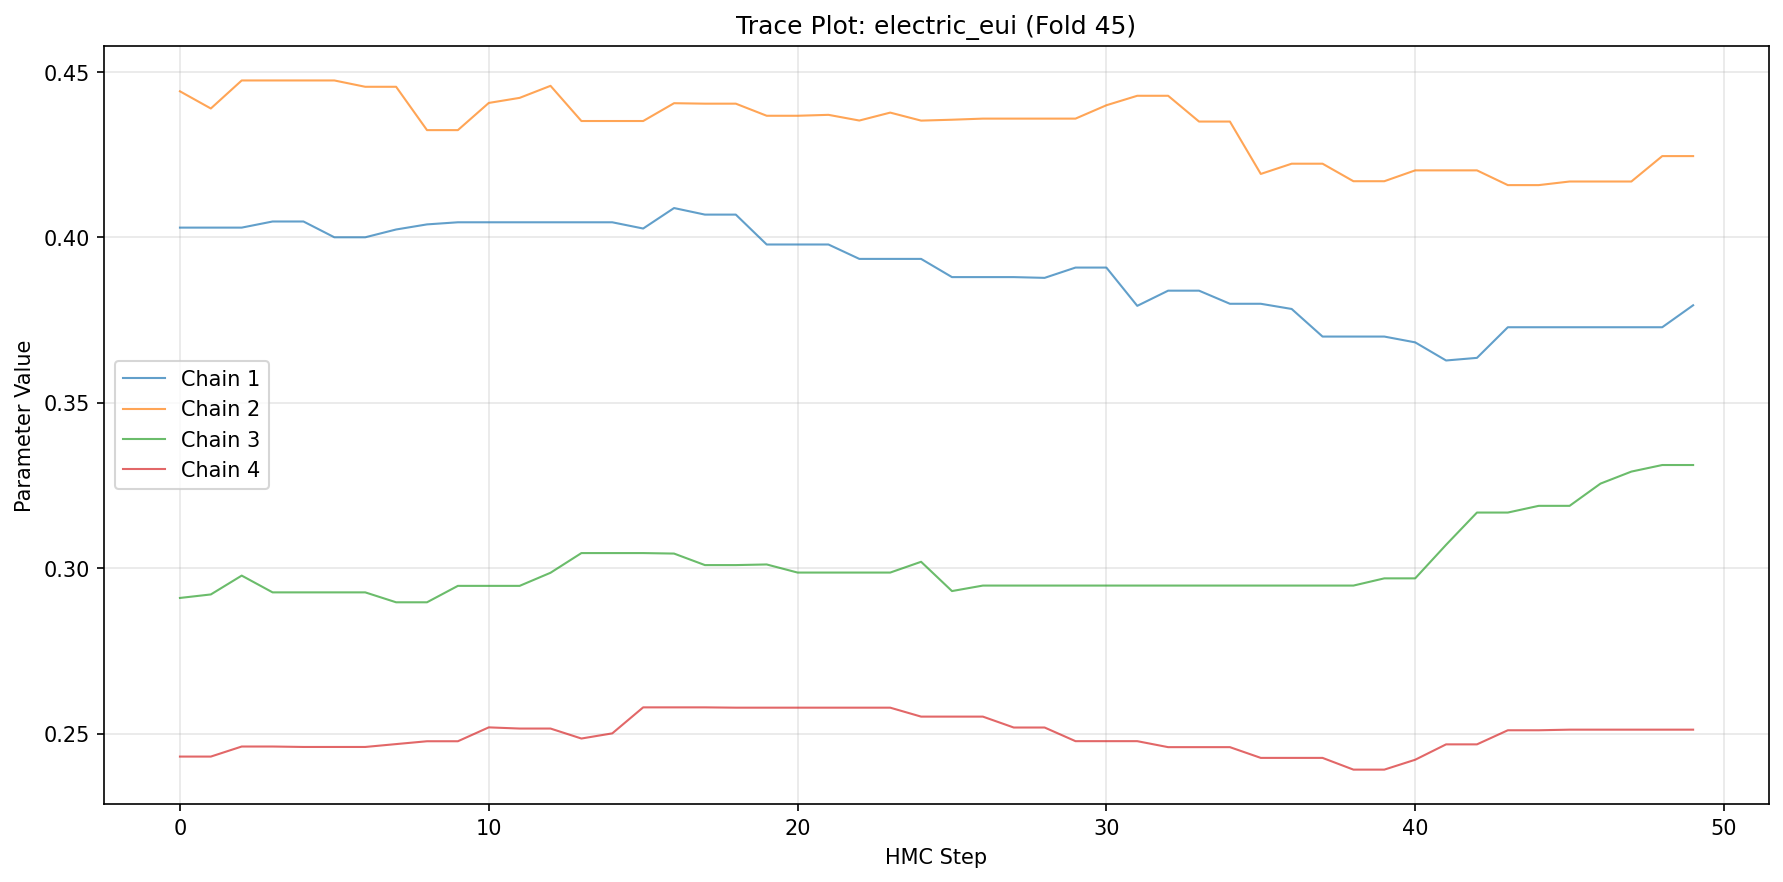 Trace Plot: electric_eui (Fold 45)
0.45
0.40
0.35
0.30
0.25
Parameter Value
Chain 1
Chain 2
Chain 3
Chain 4
0 10 20 30 40 50
HMC Step